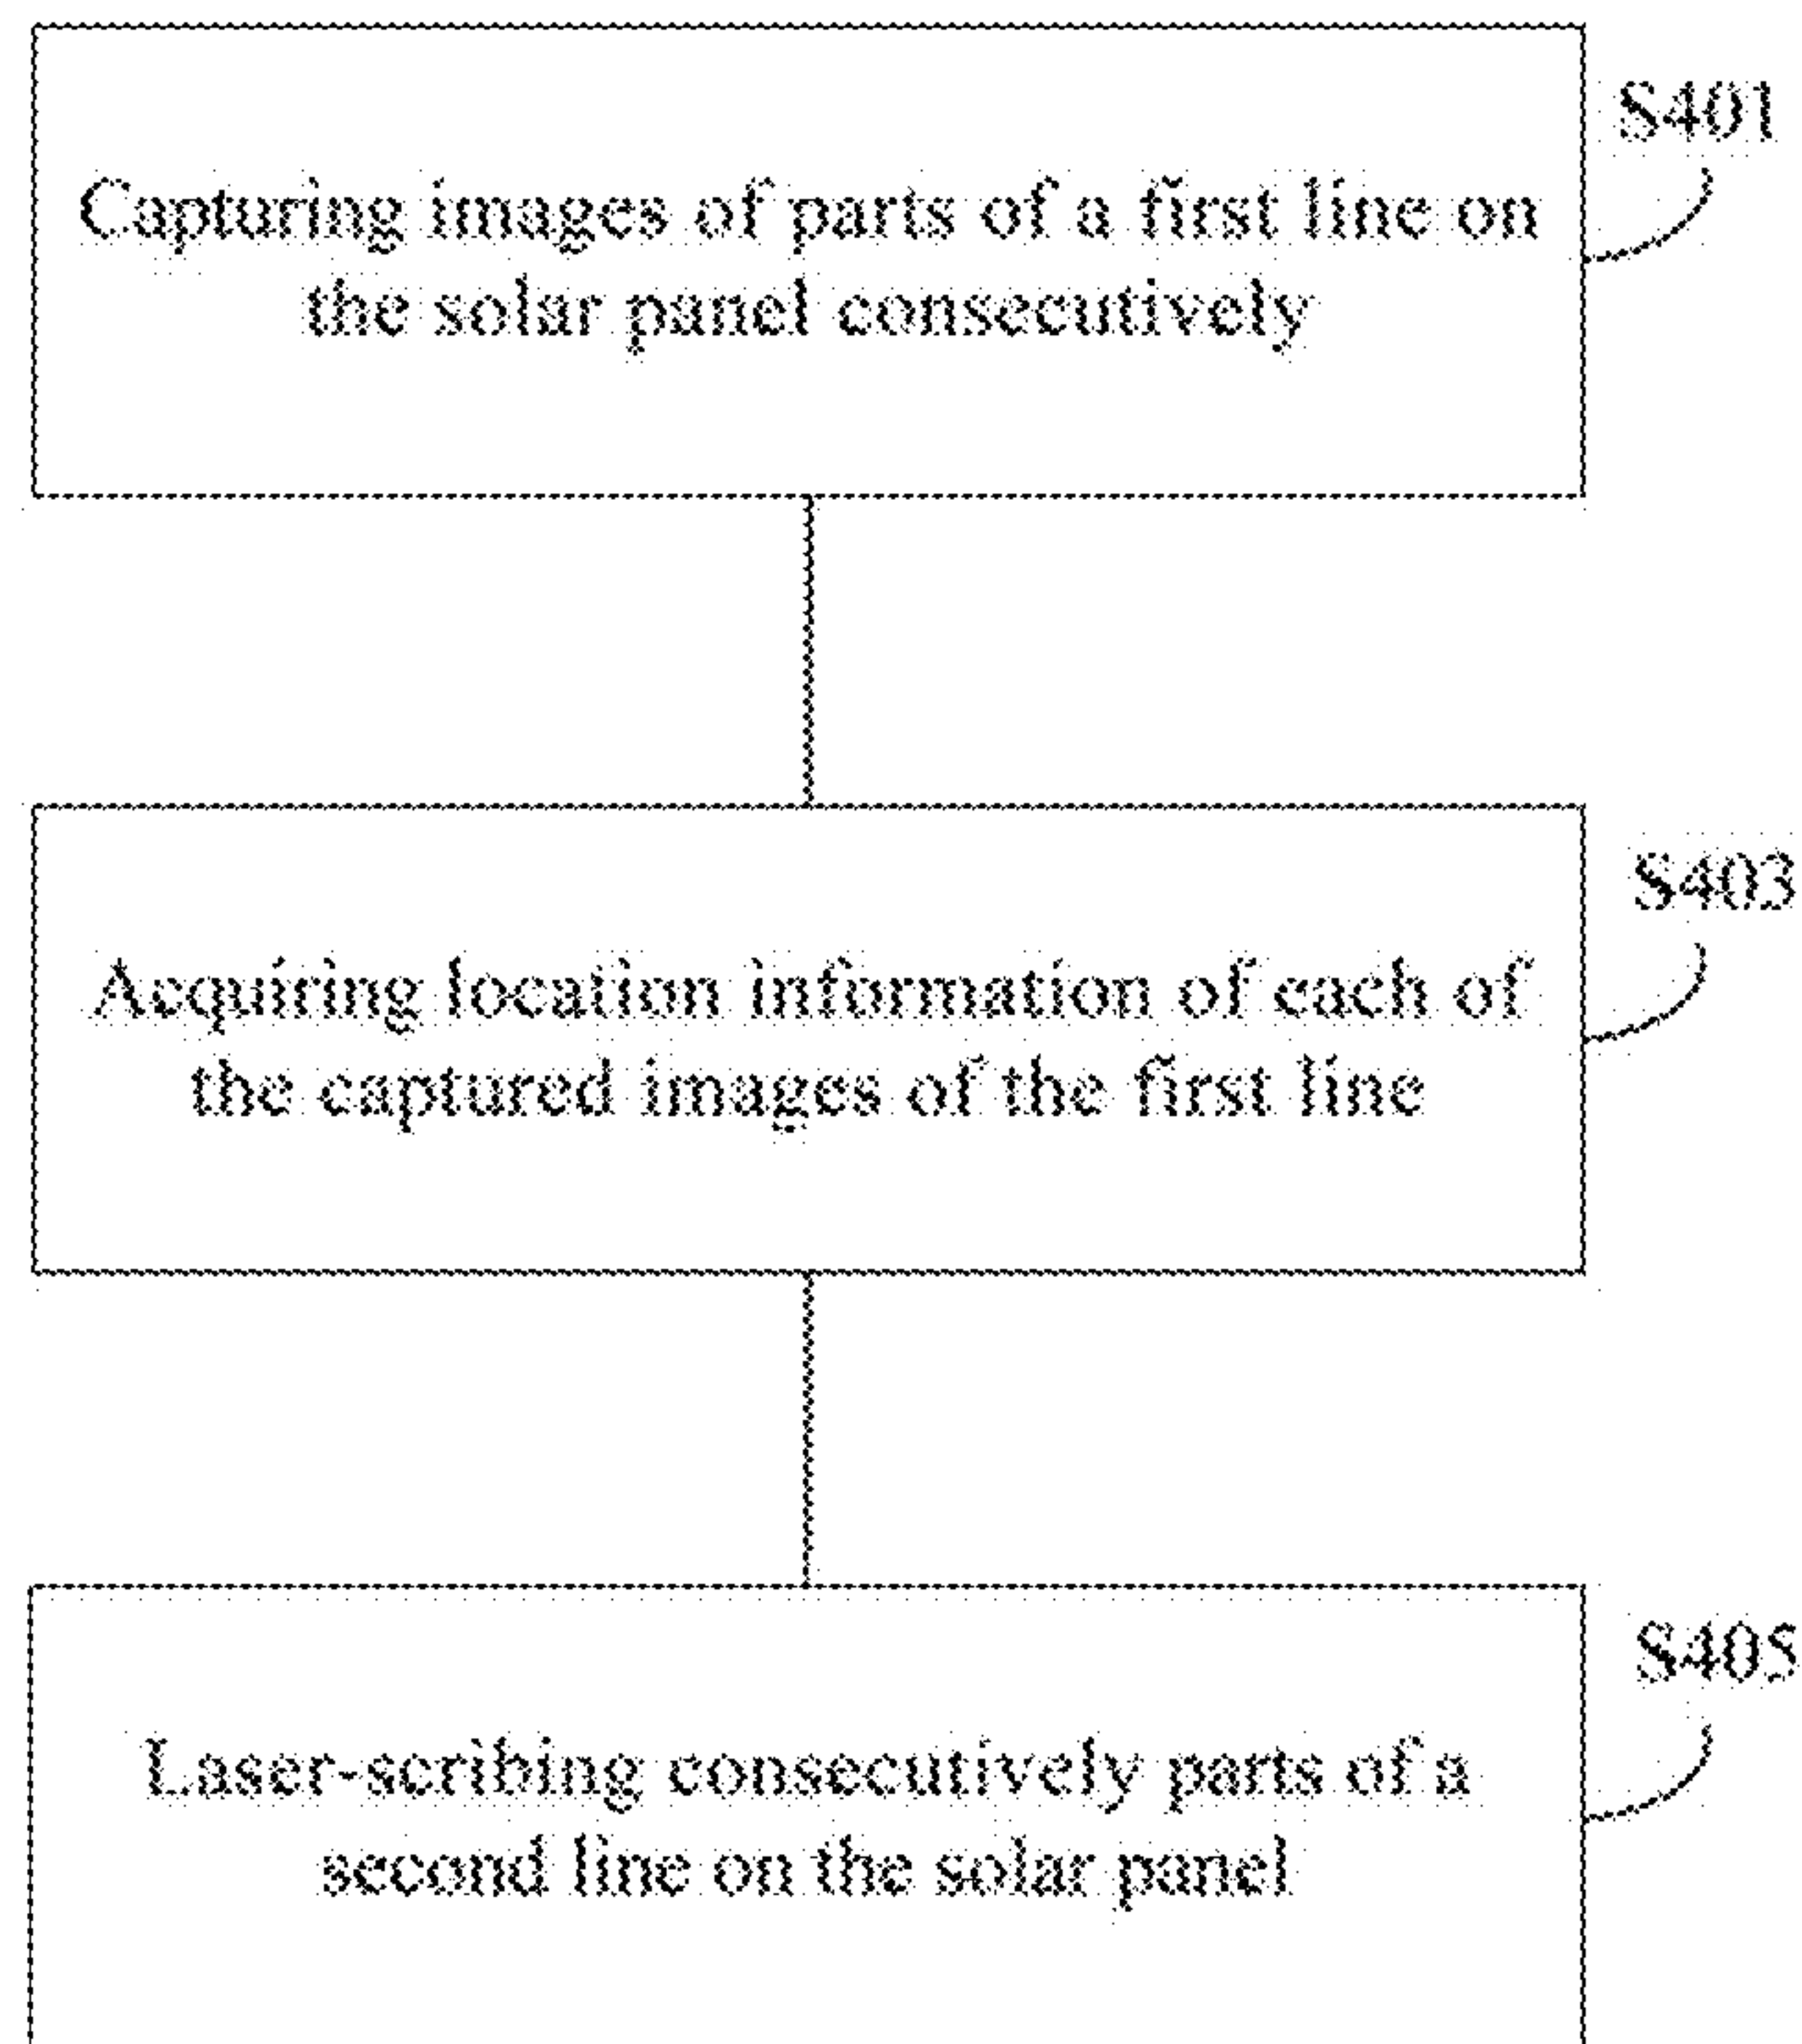 S401
Capturing images of parts of a first line on
the solar panel consecutively
S403
Acquiring location information of each of
the captured images of the first line
S405
Laser-scribing consecutively parts of a
second line on the solar panel